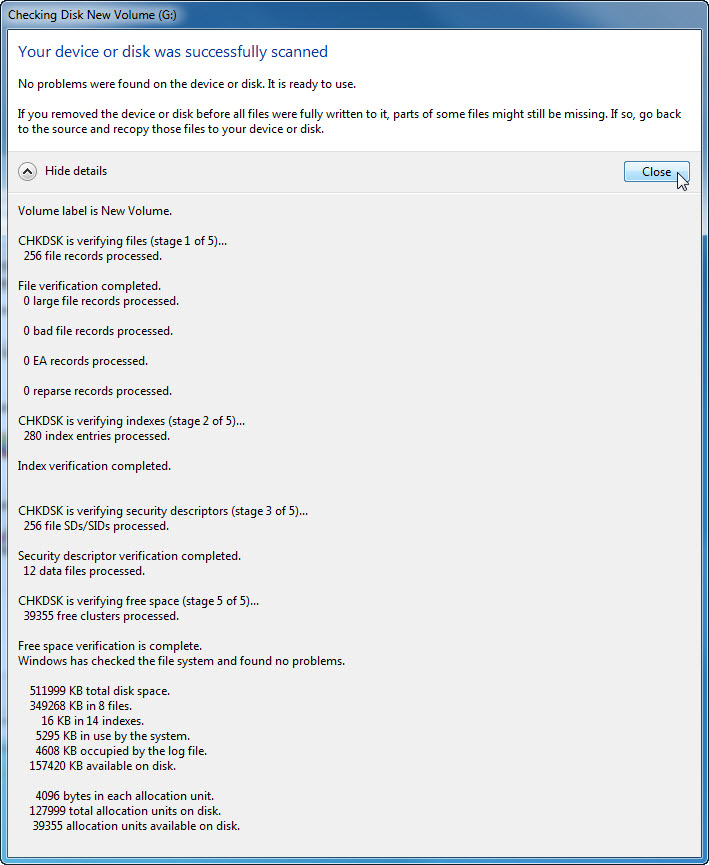 Checking Disk New Volume (G:)
Your device or disk was successfully scanned
No problems were found on the device or disk. It is ready to use.
If you removed the device or disk before all files were fully written to it, parts of some files might still be missing. If so, go back
to the source and recopy those files to your device or disk.
Hide details
Close
Volume label is New Volume.
CHKDSK is verifying files (stage 1 of 5)...
256 file records processed.
File verification completed.
0 large file records processed.
0 bad file records processed.
0 EA records processed.
0 reparse records processed.
CHKDSK is verifying indexes (stage 2 of 5)...
280 index entries processed.
Index verification completed.
CHKDSK is verifying security descriptors (stage 3 of 5)...
256 file SDs/SIDs processed.
Security descriptor verification completed.
12 data files processed.
CHKDSK is verifying free space (stage 5 of 5)...
39355 free clusters processed.
Free space verification is complete.
Windows has checked the file system and found no problems.
511999 KB total disk space.
349268 KB in 8 files.
16 KB in 14 indexes.
5295 KB in use by the system.
4608 KB occupied by the log file.
157420 KB available on disk.
4096 bytes in each allocation unit.
127999 total allocation units on disk.
39355 allocation units available on disk.